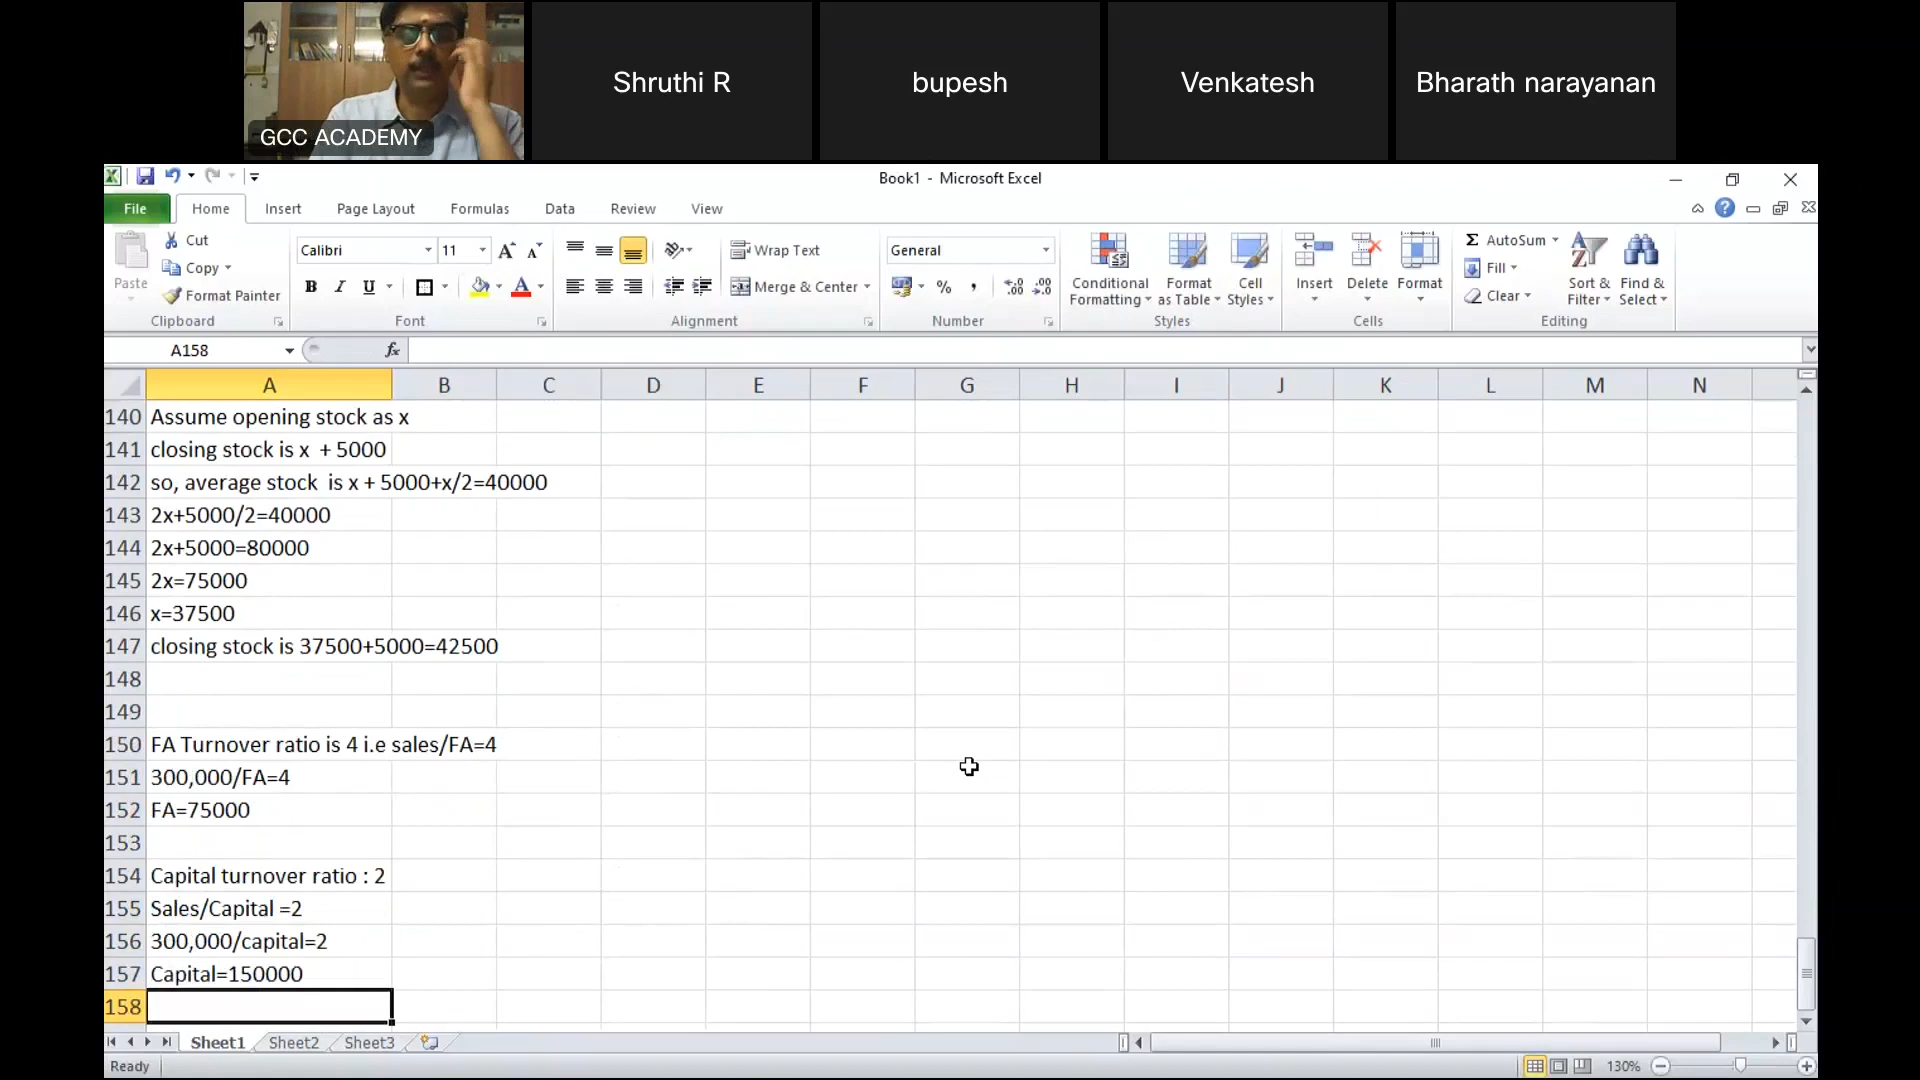 Shruthi R
bupesh
Venkatesh
Bharath narayanan
GCC ACADEMY
Book1 - Microsoft Excel
File Home Insert Page Layout Formulas Data Review View
Paste
Cut
Copy
Format Painter
Clipboard
Calibri 11
B I U
Font
Wrap Text
Merge & Center
Alignment
General
Number
Conditional Formatting
Format as Table
Cell Styles
Styles
Insert Delete Format
Cells
AutoSum
Fill
Clear
Sort & Filter
Find & Select
Editing
A158 fx
A B C D E F G H I J K L M N
140 Assume opening stock as x
141 closing stock is x + 5000
142 so, average stock is x + 5000+x/2=40000
143 2x+5000/2=40000
144 2x+5000=80000
145 2x=75000
146 x=37500
147 closing stock is 37500+5000=42500
148
149
150 FA Turnover ratio is 4 i.e sales/FA=4
151 300,000/FA=4
152 FA=75000
153
154 Capital turnover ratio : 2
155 Sales/Capital =2
156 300,000/capital=2
157 Capital=150000
158
Sheet1 Sheet2 Sheet3
Ready 130%